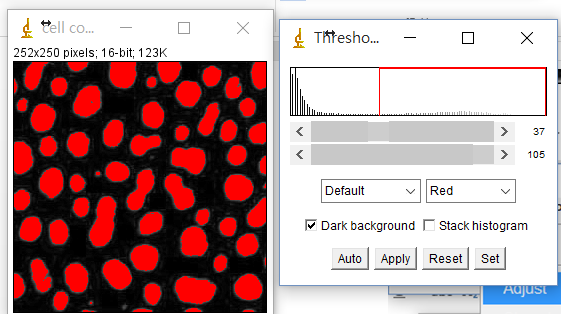 cell co...
252x250 pixels; 16-bit; 123K
Thresho...
37
105
Default
Red
Dark background
Stack histogram
Auto
Apply
Reset
Set
Adjust